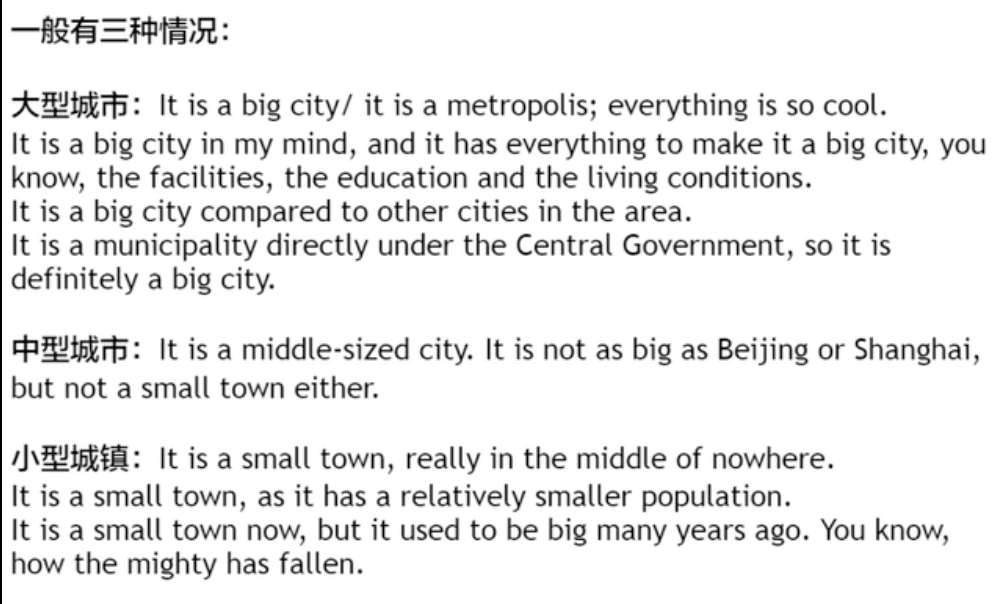 一般有三种情况：
大型城市：It is a big city/ it is a metropolis; everything is so cool.
It is a big city in my mind, and it has everything to make it a big city, you
know, the facilities, the education and the living conditions.
It is a big city compared to other cities in the area.
It is a municipality directly under the Central Government, so it is
definitely a big city.
中型城市：It is a middle-sized city. It is not as big as Beijing or Shanghai,
but not a small town either.
小型城镇：It is a small town, really in the middle of nowhere.
It is a small town, as it has a relatively smaller population.
It is a small town now, but it used to be big many years ago. You know,
how the mighty has fallen.